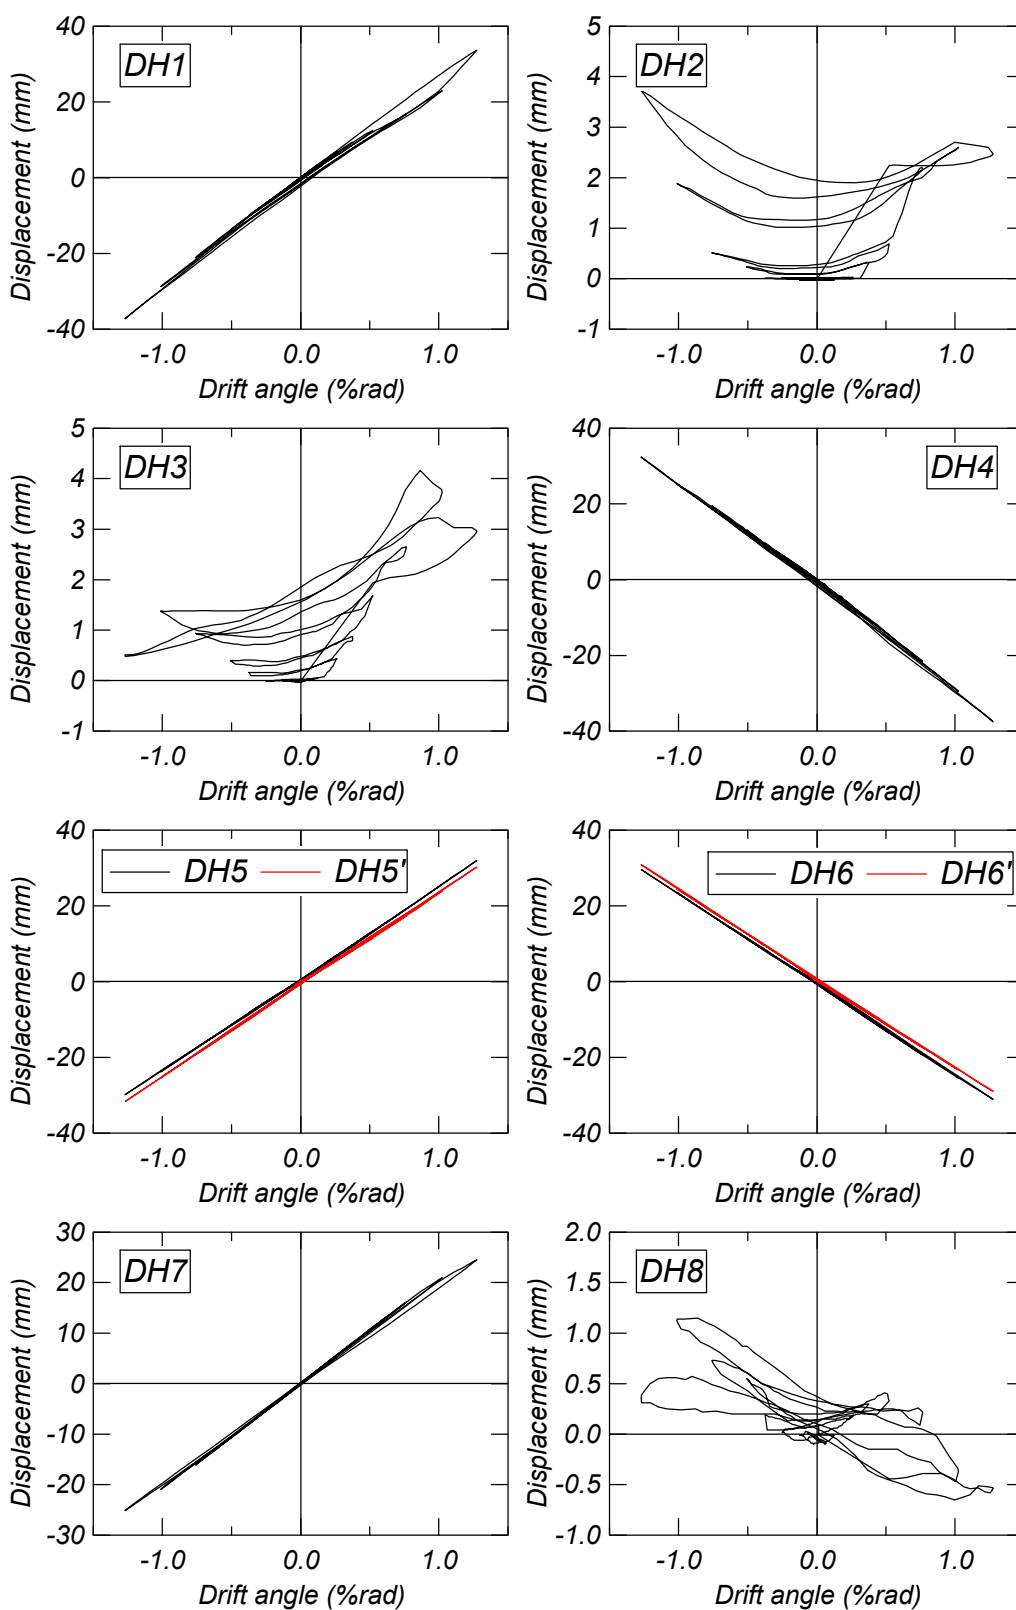 DH1
Displacement (mm)
40
20
0
-20
-40
-1.0 0.0 1.0
Drift angle (%rad)
DH2
Displacement (mm)
5
4
3
2
1
0
-1
-1.0 0.0 1.0
Drift angle (%rad)
DH3
Displacement (mm)
5
4
3
2
1
0
-1
-1.0 0.0 1.0
Drift angle (%rad)
DH4
Displacement (mm)
40
20
0
-20
-40
-1.0 0.0 1.0
Drift angle (%rad)
DH5 DH5'
Displacement (mm)
40
20
0
-20
-40
-1.0 0.0 1.0
Drift angle (%rad)
DH6 DH6'
Displacement (mm)
40
20
0
-20
-40
-1.0 0.0 1.0
Drift angle (%rad)
DH7
Displacement (mm)
30
20
10
0
-10
-20
-30
-1.0 0.0 1.0
Drift angle (%rad)
DH8
Displacement (mm)
2.0
1.5
1.0
0.5
0.0
-0.5
-1.0
-1.0 0.0 1.0
Drift angle (%rad)